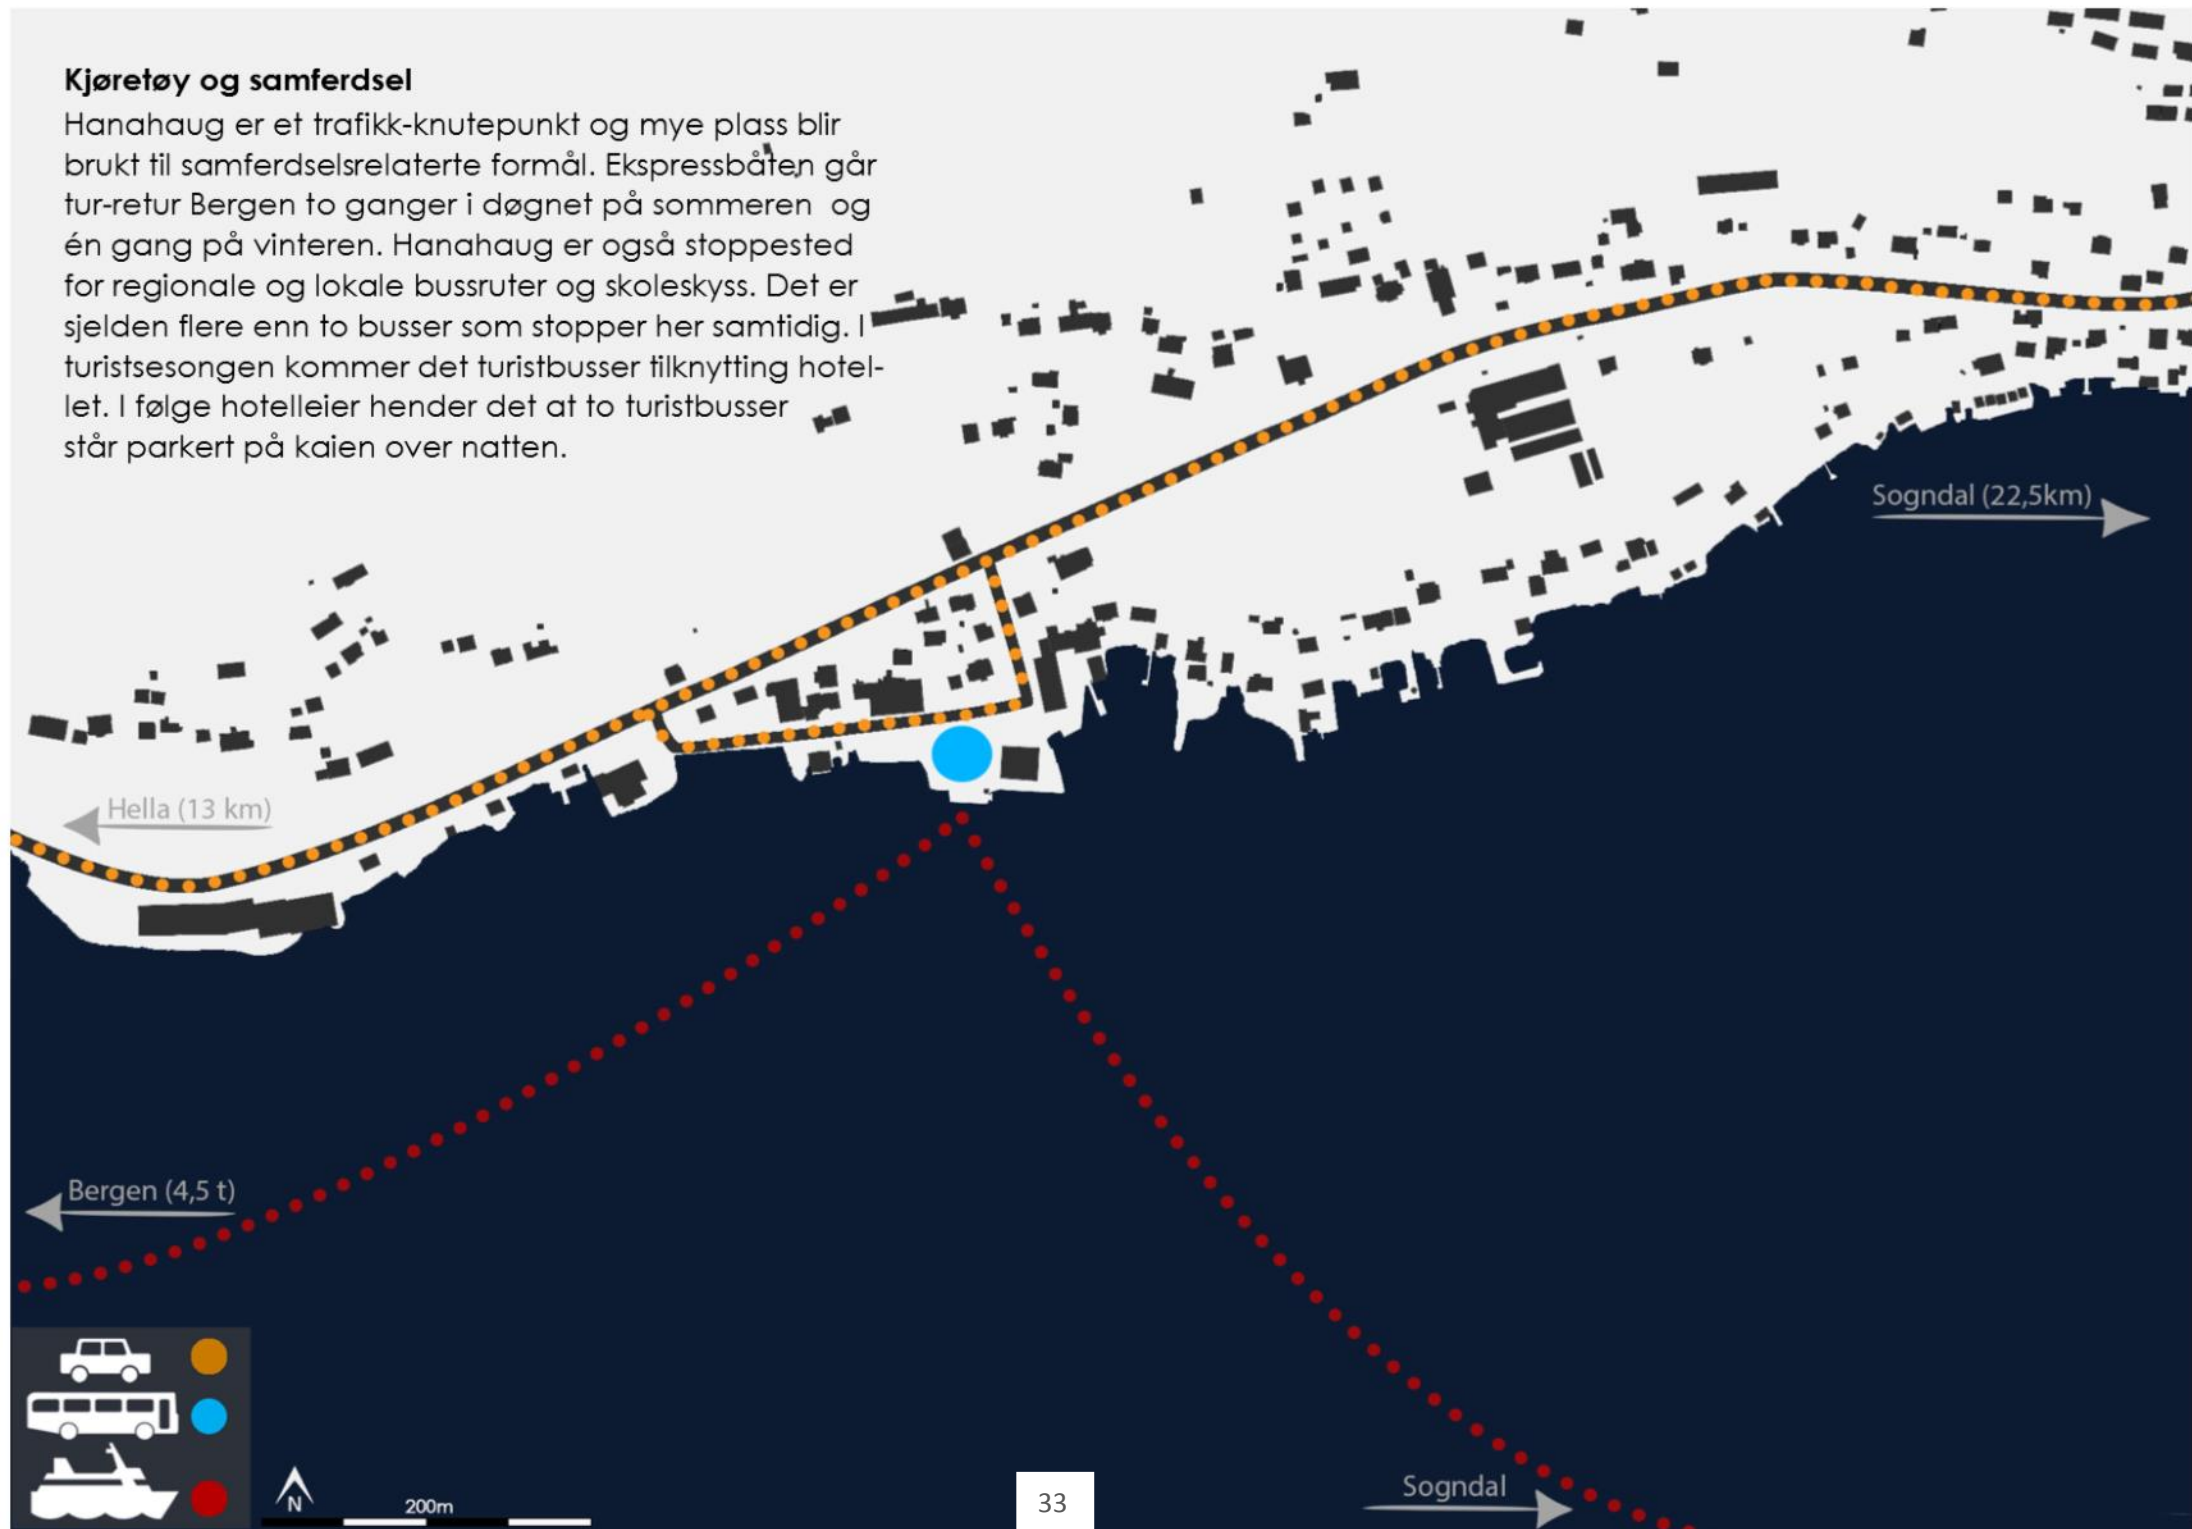 Kjøretøy og samferdsel
Hanahaug er et trafikk-knutepunkt og mye plass blir
brukt til samferdselsrelaterte formål. Ekspressbåten går
tur-retur Bergen to ganger i døgnet på sommeren og
én gang på vinteren. Hanahaug er også stoppested
for regionale og lokale bussruter og skoleskyss. Det er
sjelden flere enn to busser som stopper her samtidig. I
turistsesongen kommer det turistbusser tilknytting hotel-
let. I følge hotelleier hender det at to turistbusser
står parkert på kaien over natten.
Sogndal (22,5km)
Hella (13 km)
Bergen (4,5 t)
Sogndal
N
200m
33